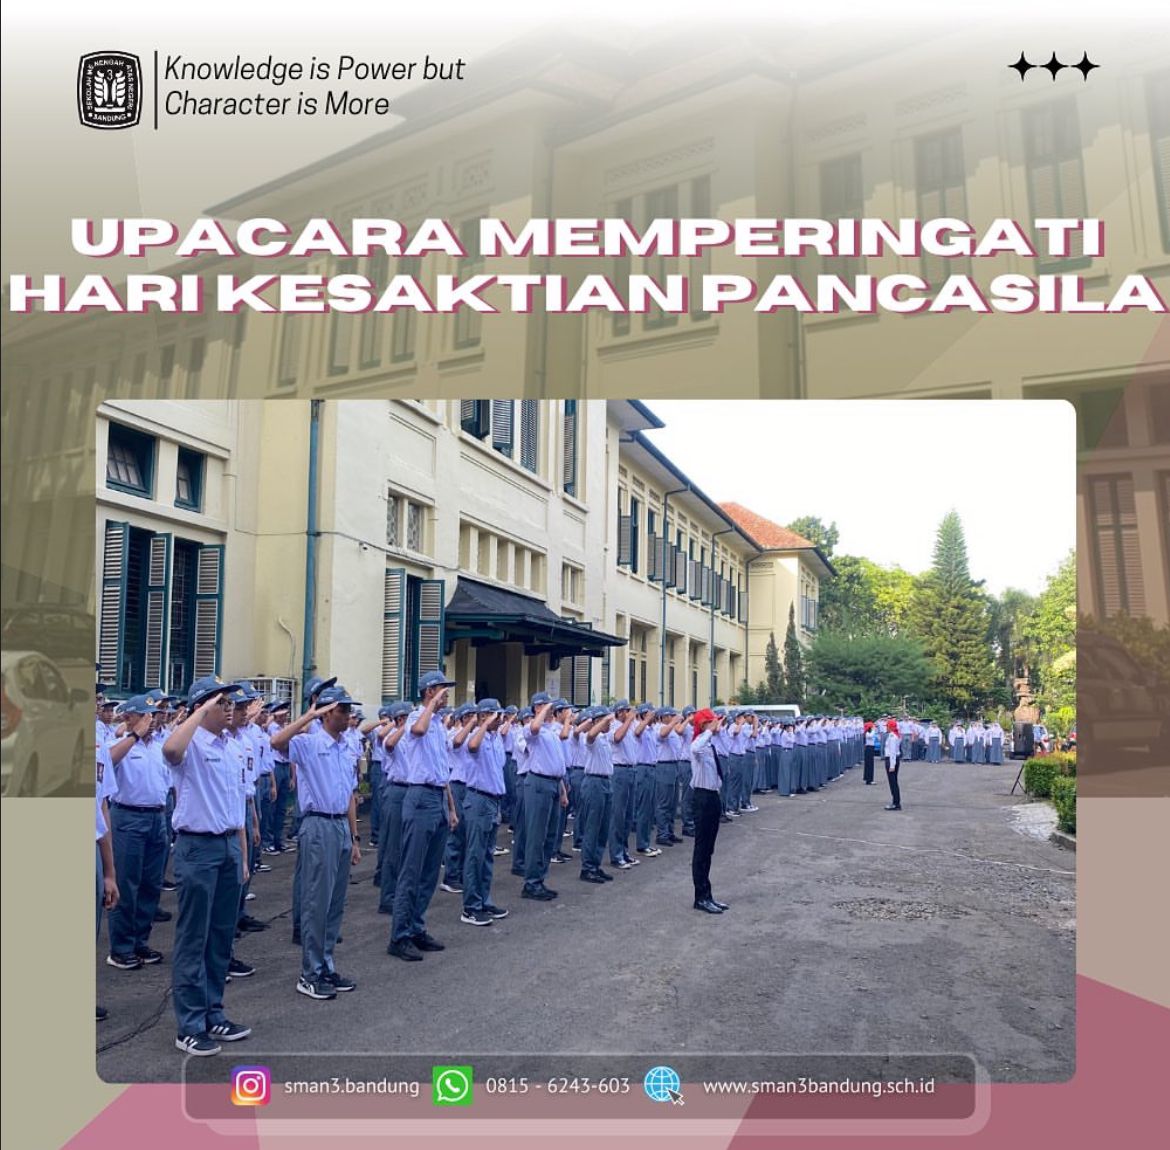 SEKOLAH MENENGAH ATAS NEGERI
3
BANDUNG
Knowledge is Power but
Character is More
UPACARA MEMPERINGATI
HARI KESAKTIAN PANCASILA
sman3.bandung
0815 - 6243-603
www.sman3bandung.sch.id